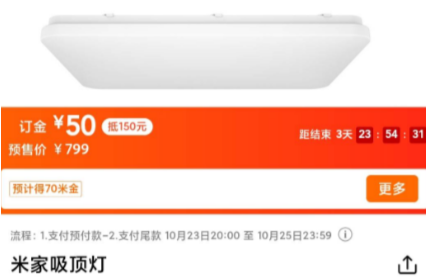 订金 ¥50 抵150元
预售价 ¥799
距结束 3天 23 : 54 : 31
预计得70米金
更多
流程: 1.支付预付款-2.支付尾款 10月23日20:00 至 10月25日23:59
米家吸顶灯